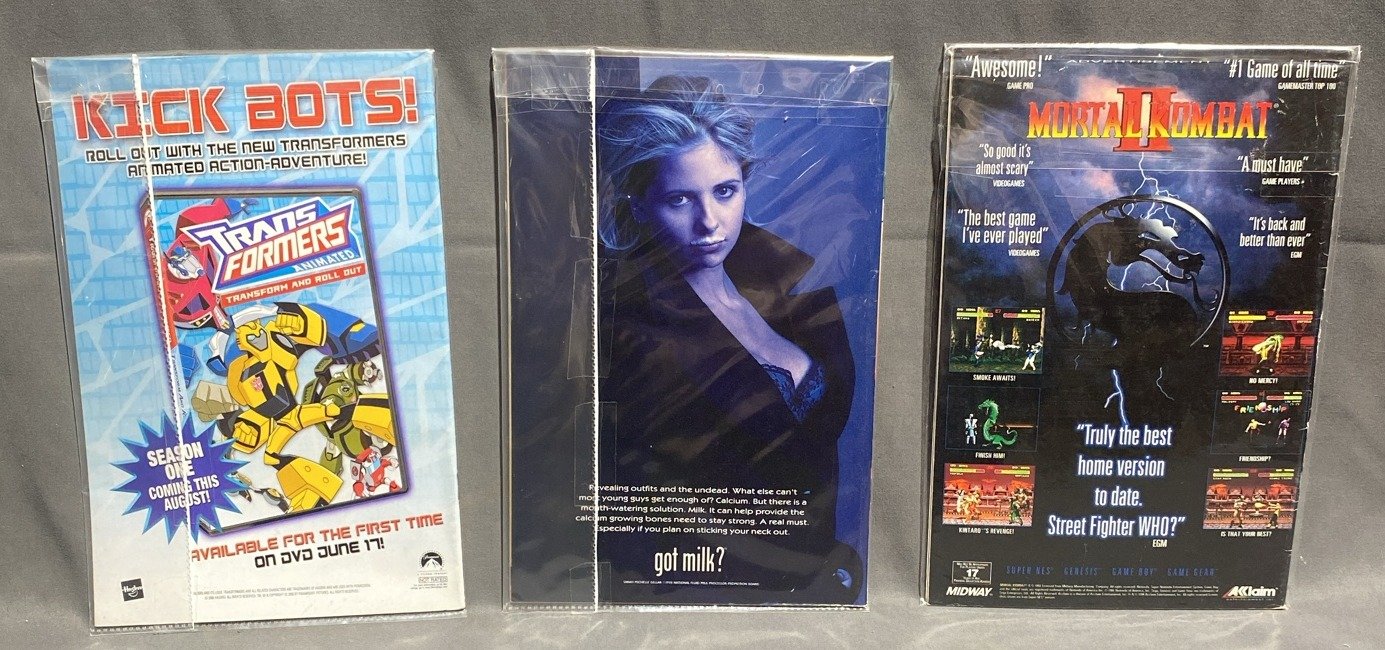 KICK BOTS!
ROLL OUT WITH THE NEW TRANSFORMERS
ANIMATED ACTION-ADVENTURE!
TRANS
FORMERS
ANIMATED
TRANSFORM AND ROLL OUT
SEASON
ONE
COMING THIS
AUGUST!
AVAILABLE FOR THE FIRST TIME
ON DVD JUNE 17!
Hasbro
NOT RATED
Revealing outfits and the undead. What else can't
most young guys get enough of? Calcium. But there is a
mouth-watering solution. Milk. It can help provide the
calcium growing bones need to stay strong. A real must.
Especially if you plan on sticking your neck out.
got milk?
ADVERTISEMENT
"Awesome!"
GAME PRO
"#1 Game of all time"
GAMEMASTER TOP 100
MORTAL KOMBAT
II
"So good it's
almost scary"
VIDEOGAMES
"A must have"
GAME PLAYERS
"The best game
I've ever played"
VIDEOGAMES
"It's back and
better than ever"
EGM
SMOKE AWAITS!
NO MERCY!
FRIENDSHIP
FINISH HIM!
FRIENDSHIP?
KINTARO'S REVENGE!
IS THAT YOUR BEST?
"Truly the best
home version
to date.
Street Fighter WHO?"
EGM
SUPER NES GENESIS GAME BOY GAME GEAR
17
MIDWAY
AKklaim